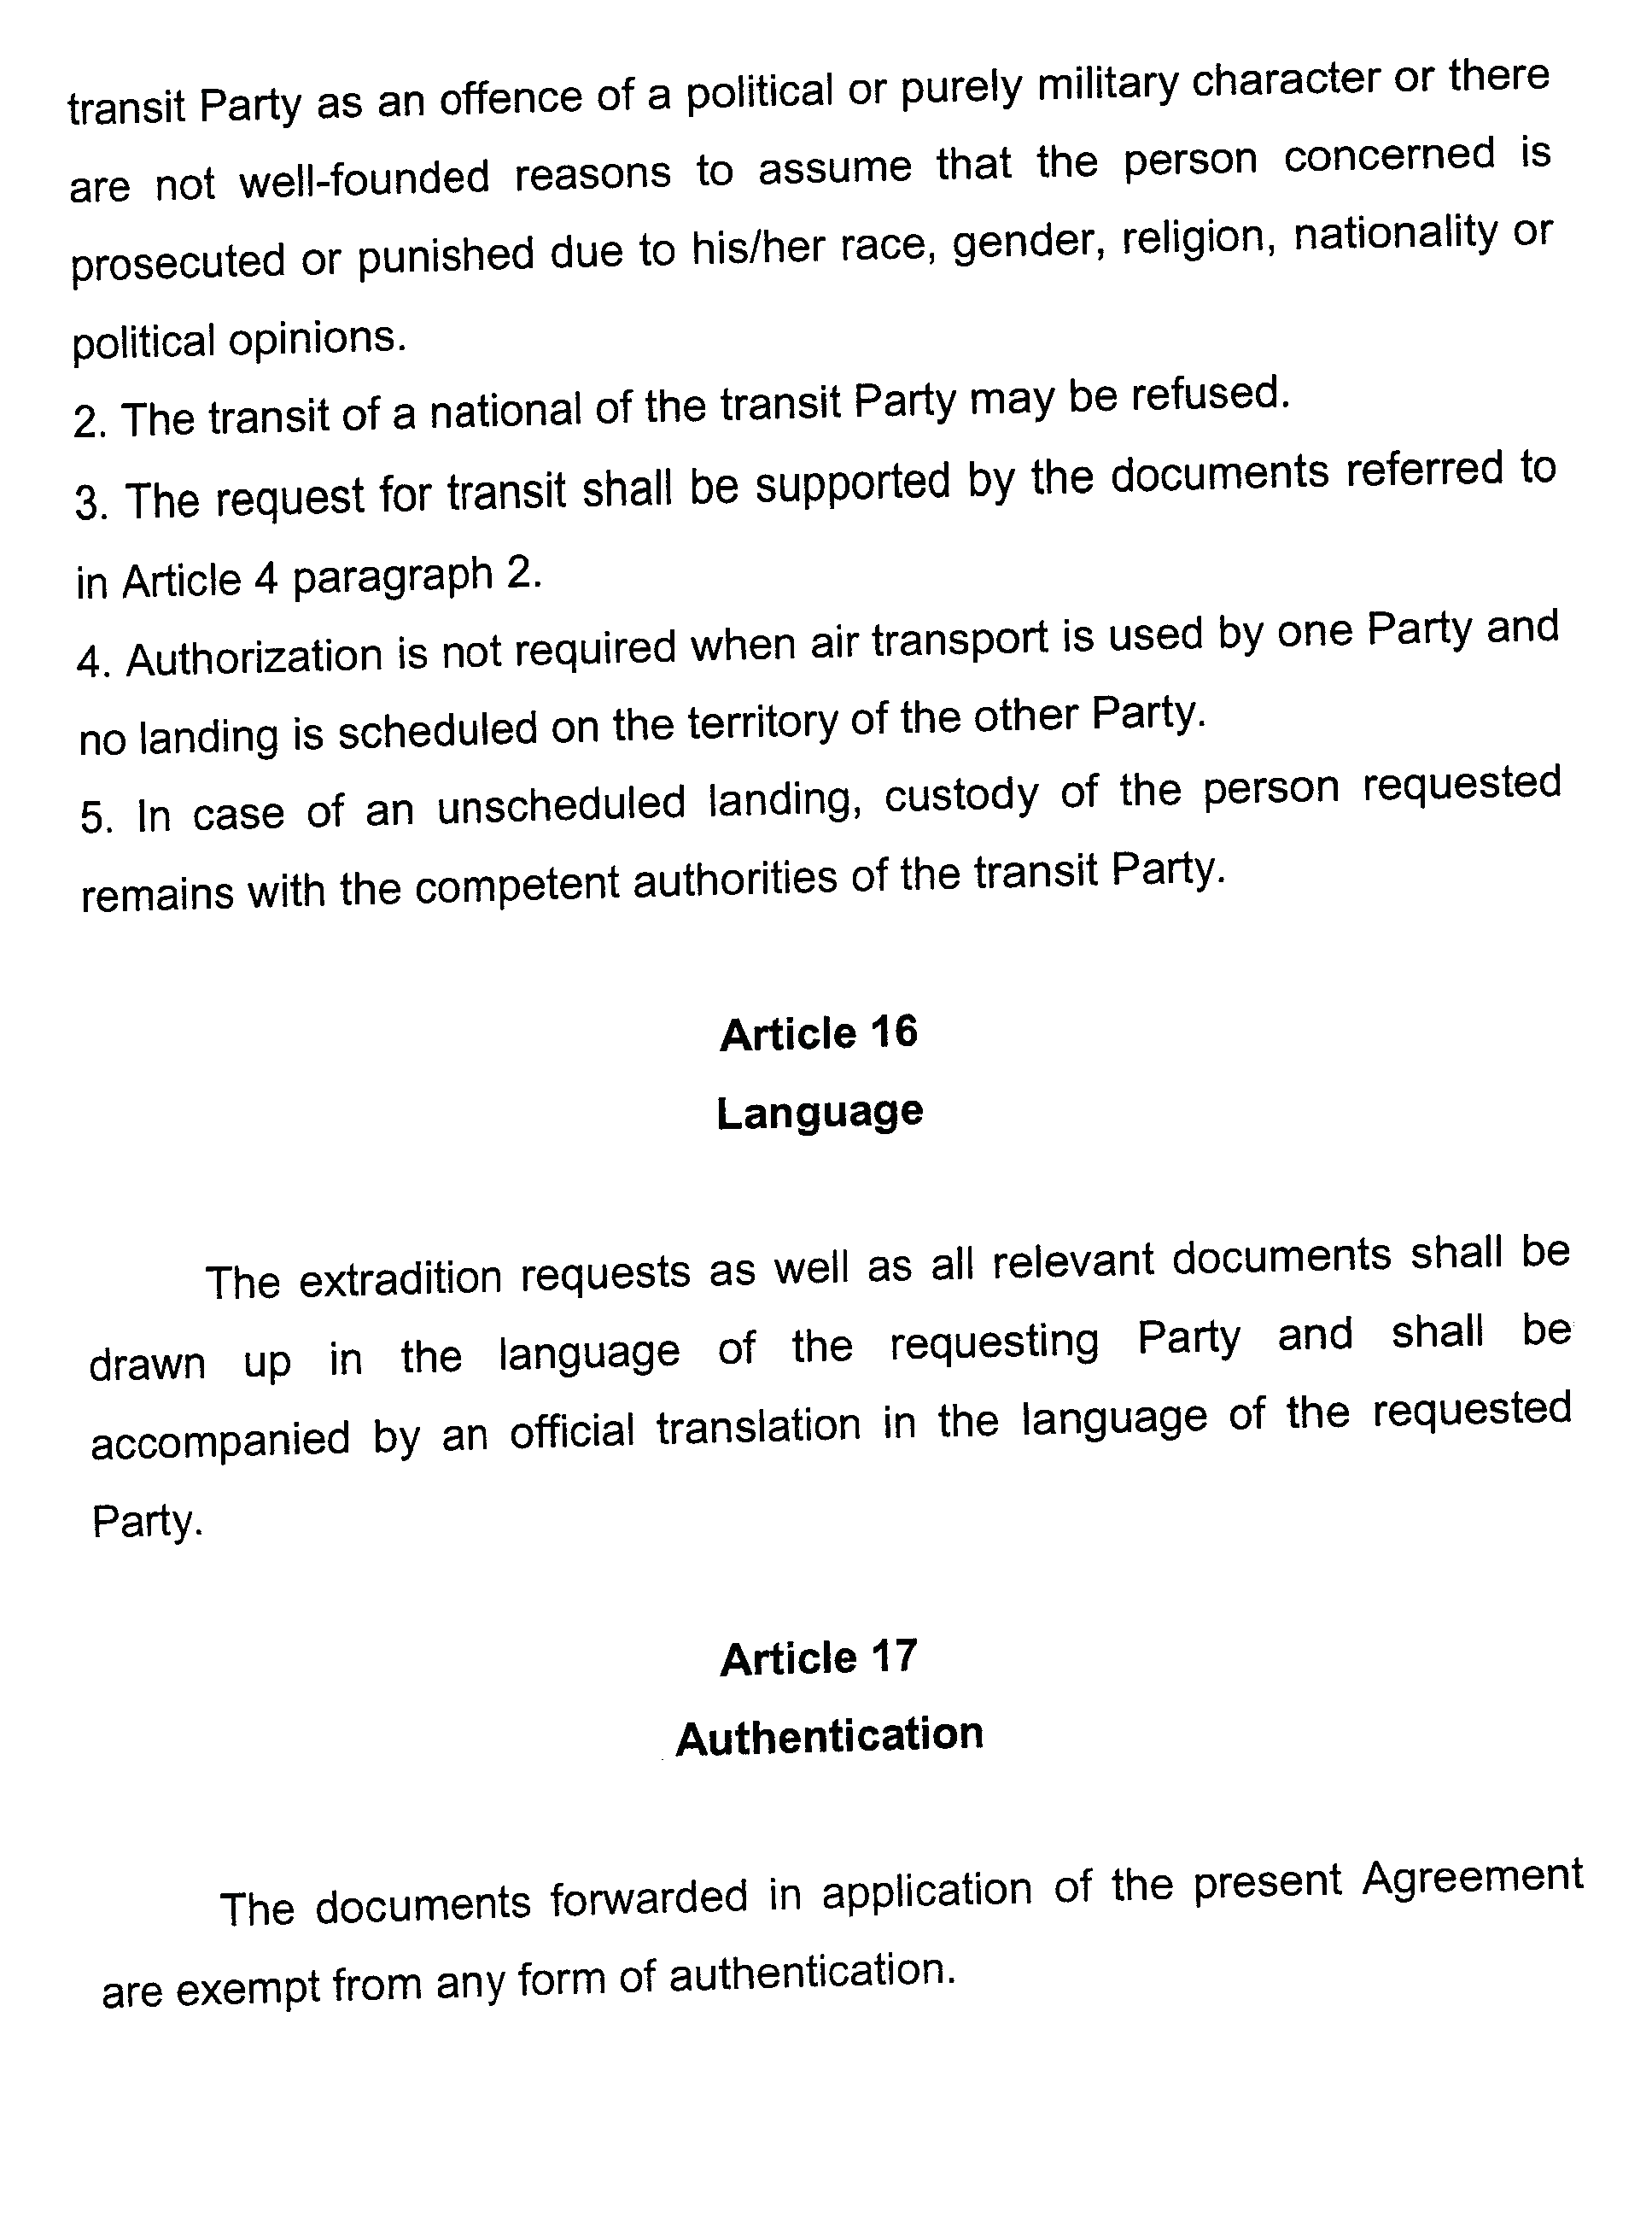 transit Party as an offence of a political or purely military character or there
are not well-founded reasons to assume that the person concerned is
prosecuted or punished due to his/her race, gender, religion, nationality or
political opinions.
2. The transit of a national of the transit Party may be refused.
3. The request for transit shall be supported by the documents referred to
in Article 4 paragraph 2.
4. Authorization is not required when air transport is used by one Party and
no landing is scheduled on the territory of the other Party.
5. In case of an unscheduled landing, custody of the person requested
remains with the competent authorities of the transit Party.
Article 16
Language
The extradition requests as well as all relevant documents shall be
drawn up in the language of the requesting Party and shall be
accompanied by an official translation in the language of the requested
Party.
Article 17
Authentication
The documents forwarded in application of the present Agreement
are exempt from any form of authentication.